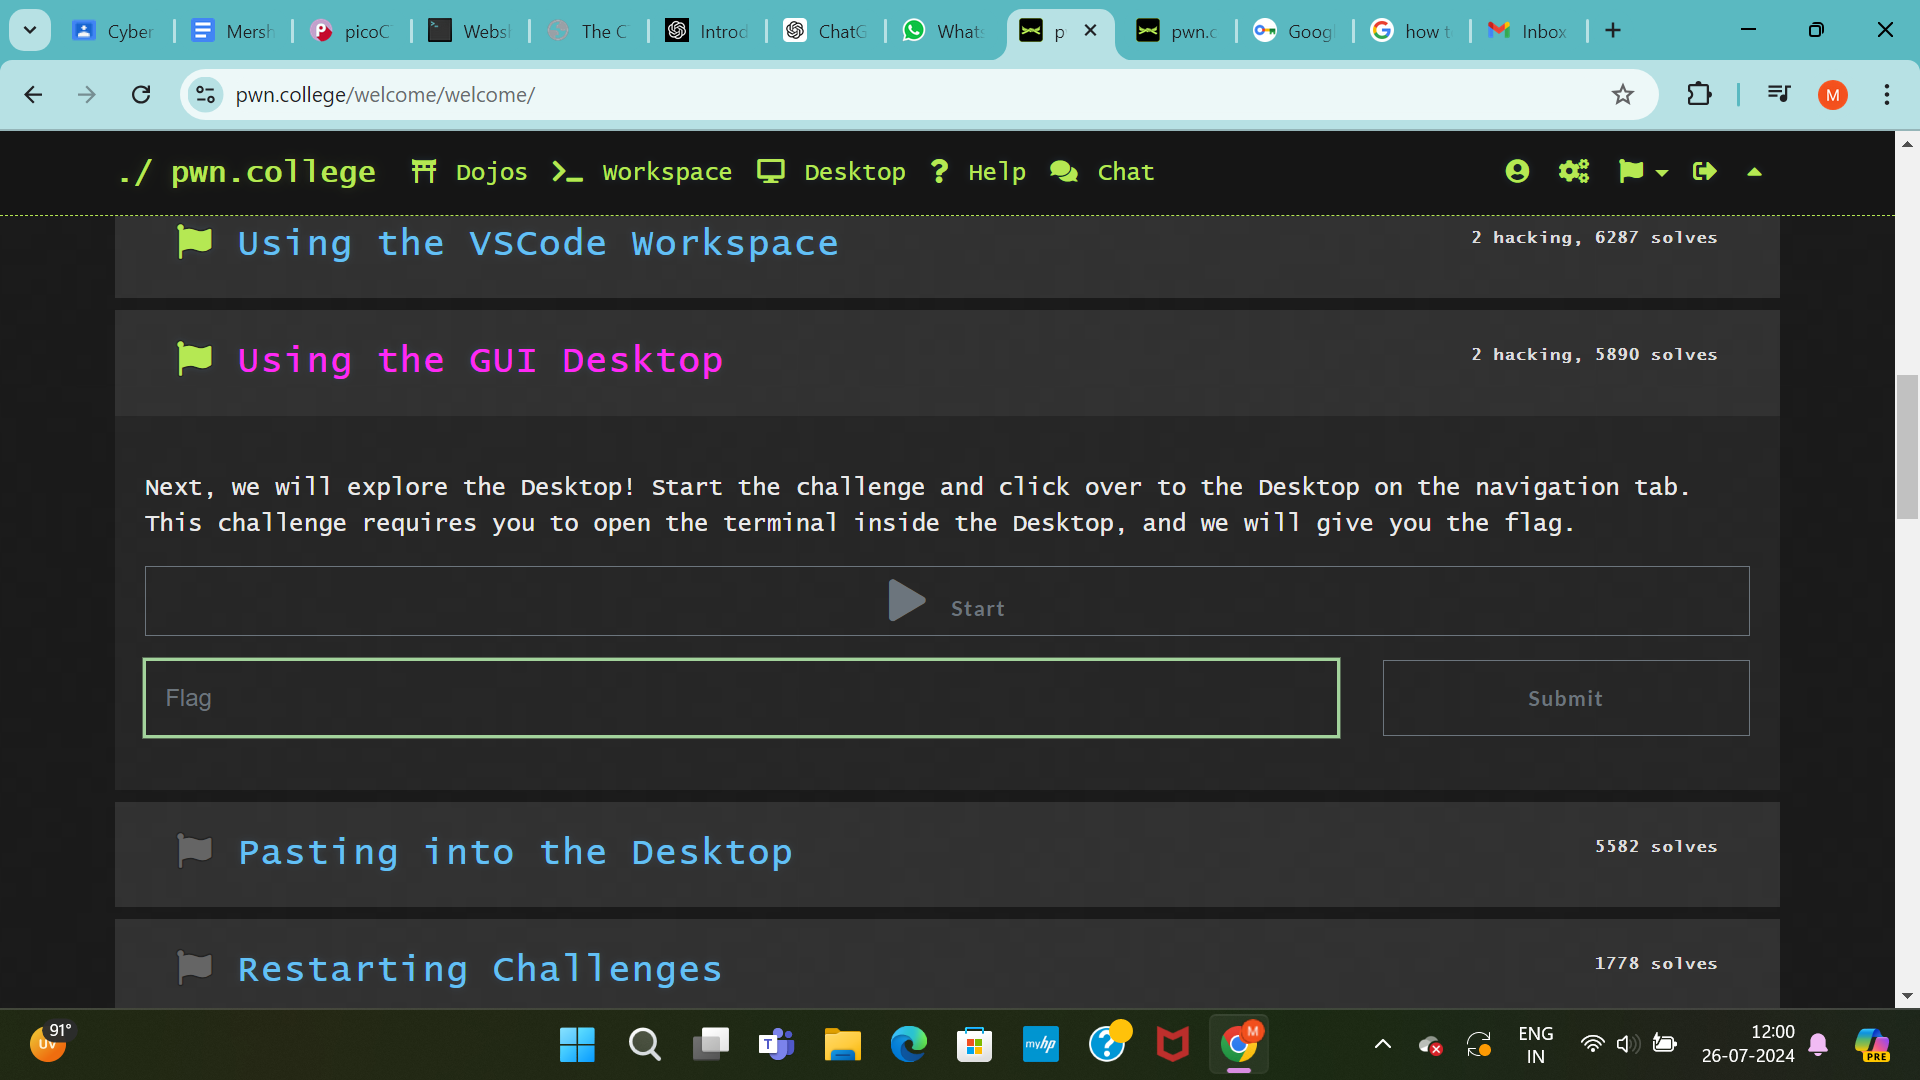 Cyber
Mersh
picoC
Websl
The C
Introd
ChatG
Whats
p
pwn.c
Googl
how t
Inbox
pwn.college/welcome/welcome/
M
./ pwn.college
Dojos
Workspace
Desktop
Help
Chat
Using the VSCode Workspace
2 hacking, 6287 solves
Using the GUI Desktop
2 hacking, 5890 solves
Next, we will explore the Desktop! Start the challenge and click over to the Desktop on the navigation tab.
This challenge requires you to open the terminal inside the Desktop, and we will give you the flag.
Start
Flag
Submit
Pasting into the Desktop
5582 solves
Restarting Challenges
1778 solves
91°
UV
T
myhp
M
ENG
IN
12:00
26-07-2024
PRE